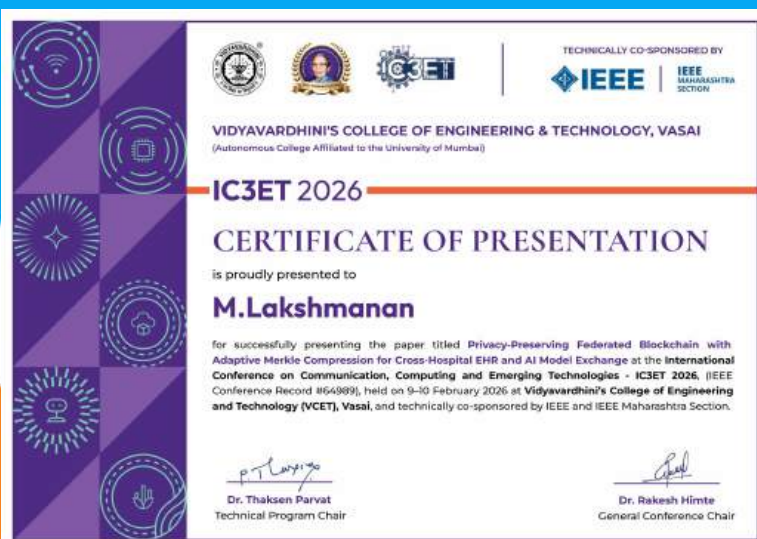 IC3ET
TECHNICALLY CO-SPONSORED BY
IEEE
IEEE
MAHARASHTRA
SECTION
VIDYAVARDHINI'S COLLEGE OF ENGINEERING & TECHNOLOGY, VASAI
(Autonomous College Affiliated to the University of Mumbai)
IC3ET 2026
CERTIFICATE OF PRESENTATION
is proudly presented to
M.Lakshmanan
for successfully presenting the paper titled Privacy-Preserving Federated Blockchain with
Adaptive Merkle Compression for Cross-Hospital EHR and AI Model Exchange at the International
Conference on Communication, Computing and Emerging Technologies - IC3ET 2026, (IEEE
Conference Record #64989), held on 9-10 February 2026 at Vidyavardhini's College of Engineering
and Technology (VCET), Vasai, and technically co-sponsored by IEEE and IEEE Maharashtra Section.
Dr. Thaksen Parvat
Technical Program Chair
Dr. Rakesh Himte
General Conference Chair